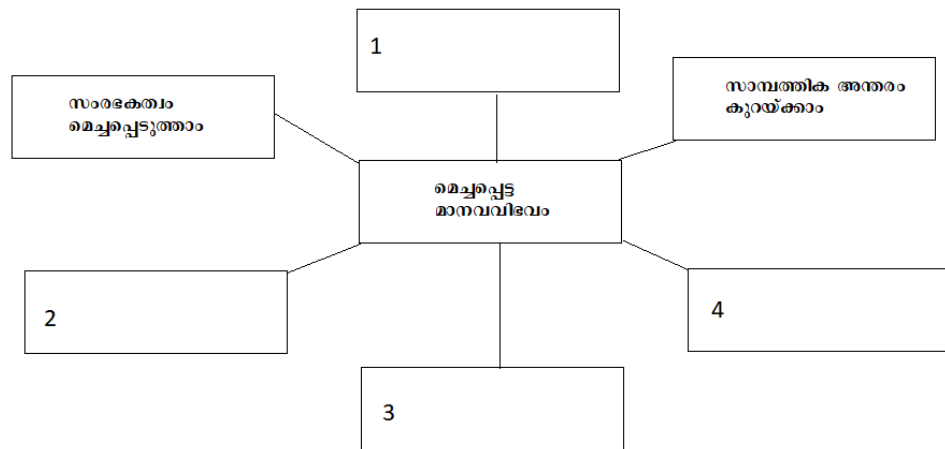 1
സംരഭകത്വം
മെച്ചപ്പെടുത്താം
സാമ്പത്തിക അന്തരം
കുറയ്ക്കാം
മെച്ചപ്പെട്ട
മാനവവിഭവം
2
4
3